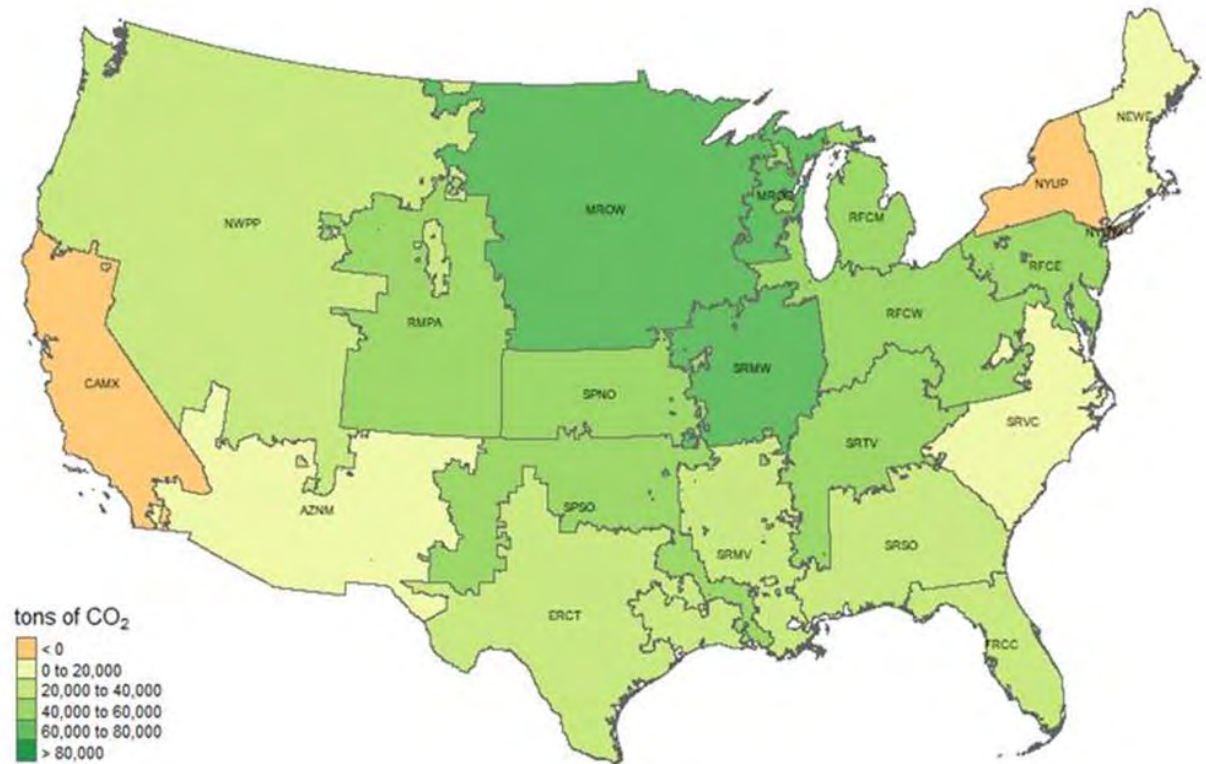 NEWE
NYUP
MROW
RFCM
NWPP
RFCE
RFCW
RMPA
SRMW
CAMX
SPNO
SRVC
SRTV
AZNM
SPSO
SRSO
SRMV
ERCT
FRCC
tons of CO₂
< 0
0 to 20,000
20,000 to 40,000
40,000 to 60,000
60,000 to 80,000
> 80,000